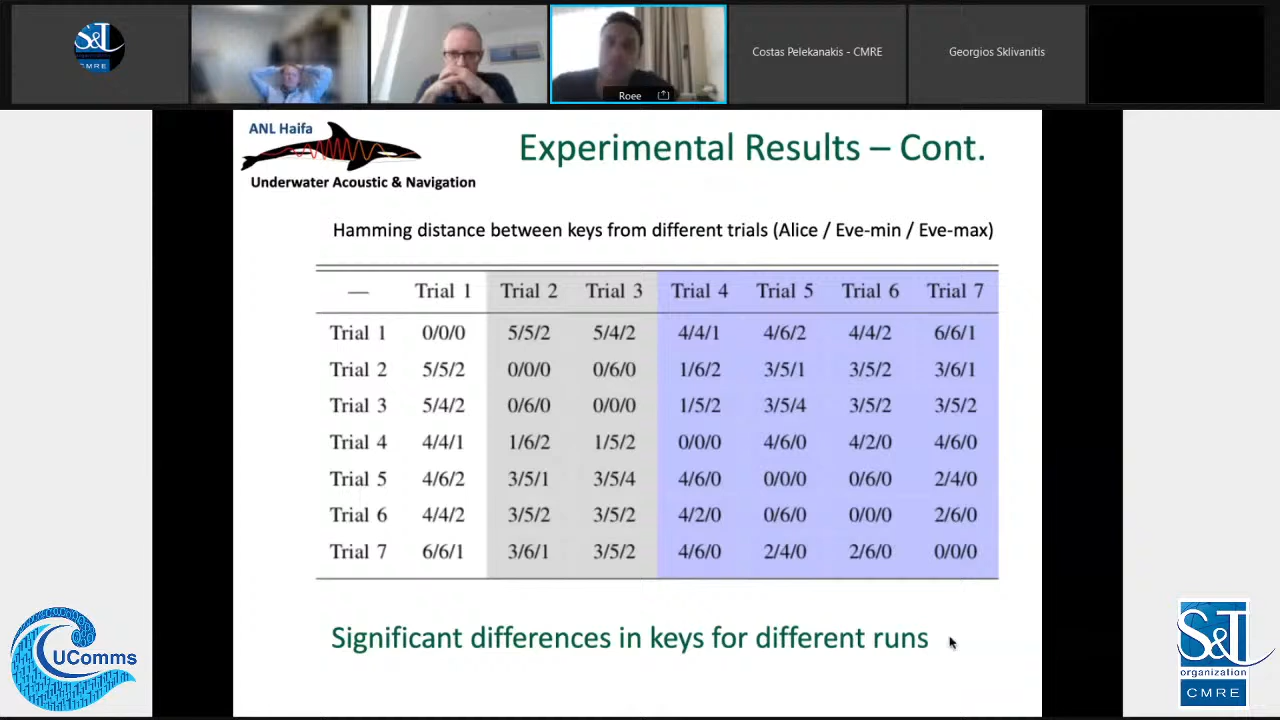 S&T
CMRE
Roee
Costas Pelekanakis - CMRE
Georgios Sklivanitis
ANL Haifa
Underwater Acoustic & Navigation
Experimental Results – Cont.
Hamming distance between keys from different trials (Alice / Eve-min / Eve-max)
— Trial 1 Trial 2 Trial 3 Trial 4 Trial 5 Trial 6 Trial 7
Trial 1 0/0/0 5/5/2 5/4/2 4/4/1 4/6/2 4/4/2 6/6/1
Trial 2 5/5/2 0/0/0 0/6/0 1/6/2 3/5/1 3/5/2 3/6/1
Trial 3 5/4/2 0/6/0 0/0/0 1/5/2 3/5/4 3/5/2 3/5/2
Trial 4 4/4/1 1/6/2 1/5/2 0/0/0 4/6/0 4/2/0 4/6/0
Trial 5 4/6/2 3/5/1 3/5/4 4/6/0 0/0/0 0/6/0 2/4/0
Trial 6 4/4/2 3/5/2 3/5/2 4/2/0 0/6/0 0/0/0 2/6/0
Trial 7 6/6/1 3/6/1 3/5/2 4/6/0 2/4/0 2/6/0 0/0/0
Significant differences in keys for different runs
UComms
S&T
organization
CMRE